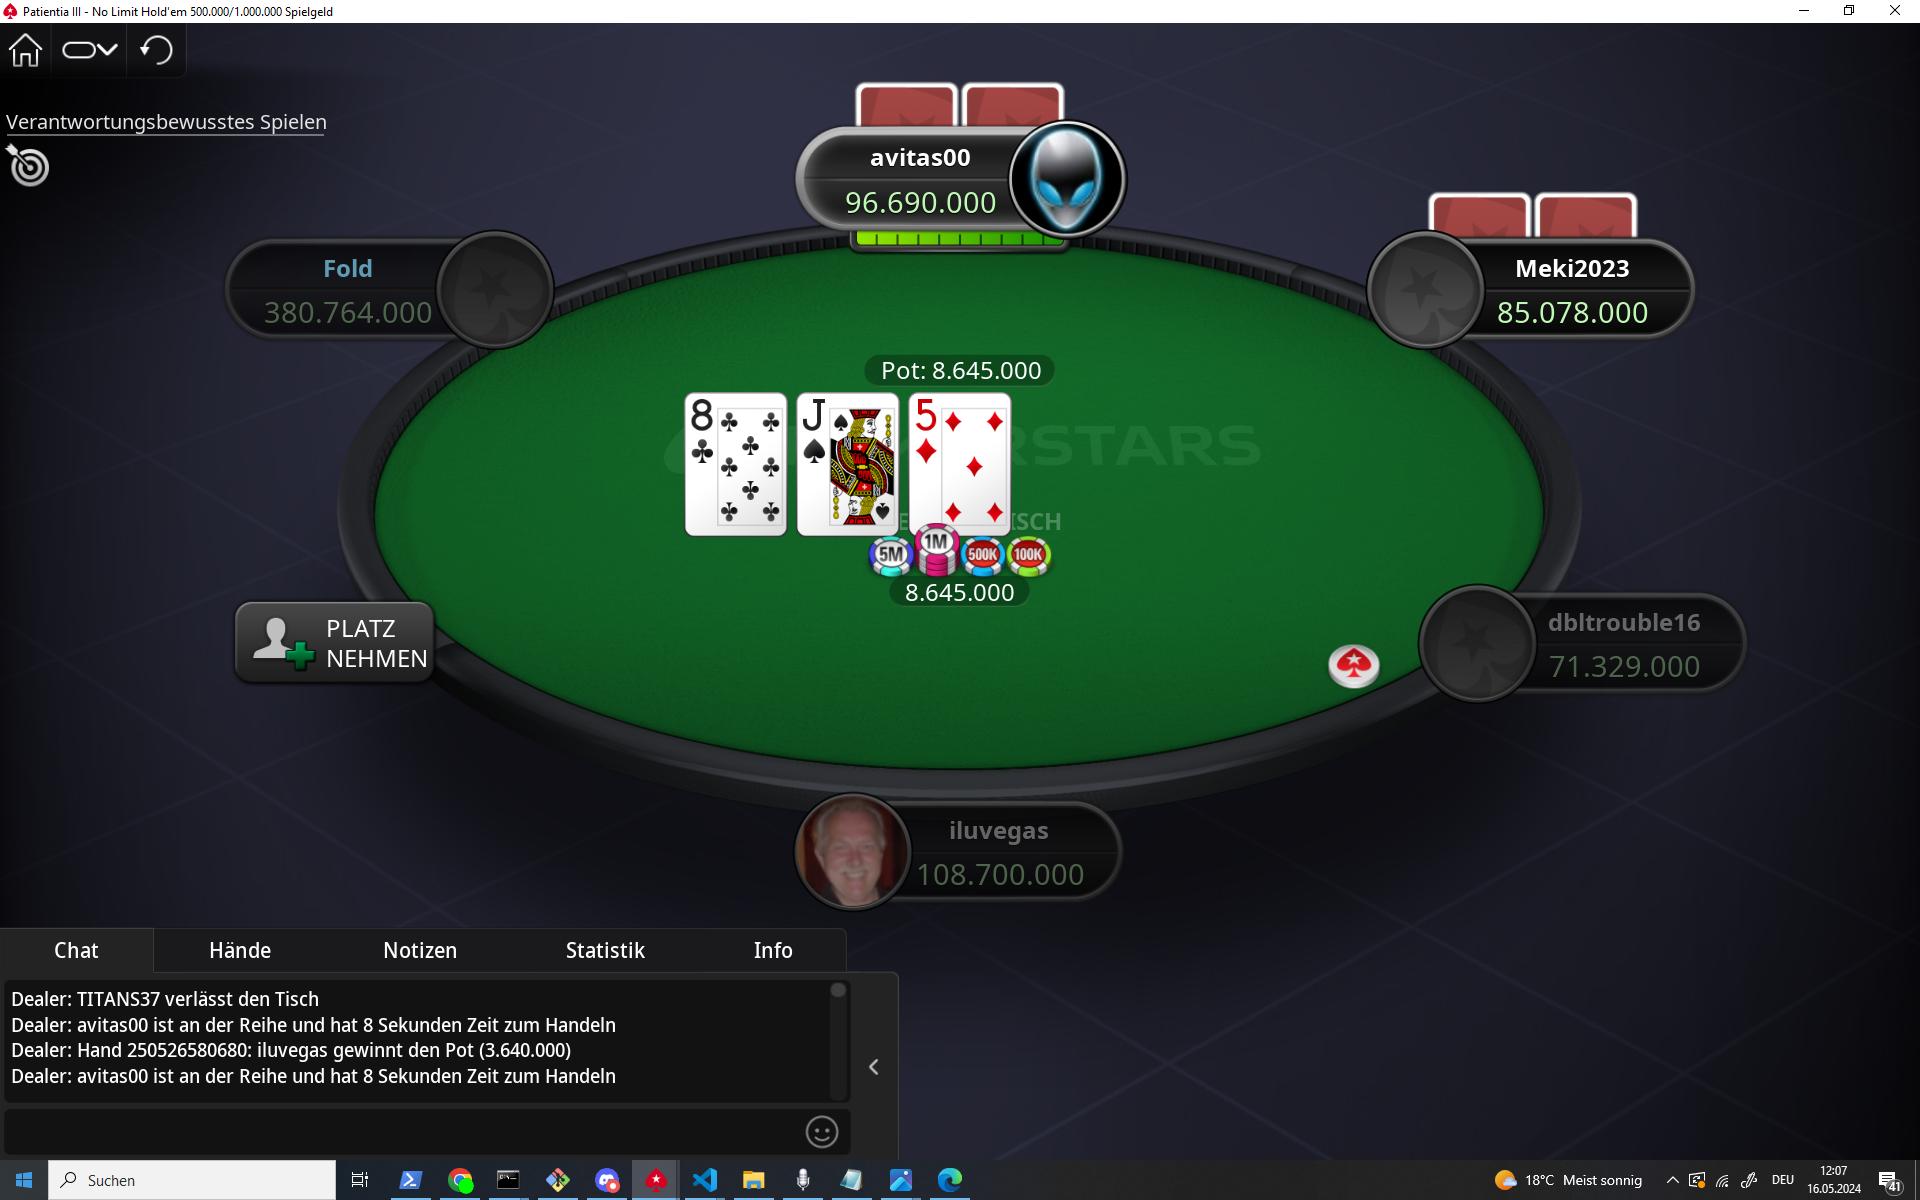 Patientia III - No Limit Hold'em 500.000/1.000.000 Spielgeld
Verantwortungsbewusstes Spielen
avitas00
96.690.000
Fold
380.764.000
Meki2023
85.078.000
Pot: 8.645.000
8
J
5
RSTARS
ISCH
5M
1M
500K
100K
8.645.000
PLATZ
NEHMEN
dbltrouble16
71.329.000
iluvegas
108.700.000
Chat Hände Notizen Statistik Info
Dealer: TITANS37 verlässt den Tisch
Dealer: avitas00 ist an der Reihe und hat 8 Sekunden Zeit zum Handeln
Dealer: Hand 250526580680: iluvegas gewinnt den Pot (3.640.000)
Dealer: avitas00 ist an der Reihe und hat 8 Sekunden Zeit zum Handeln
Suchen
18°C Meist sonnig
DEU
12:07
16.05.2024
41